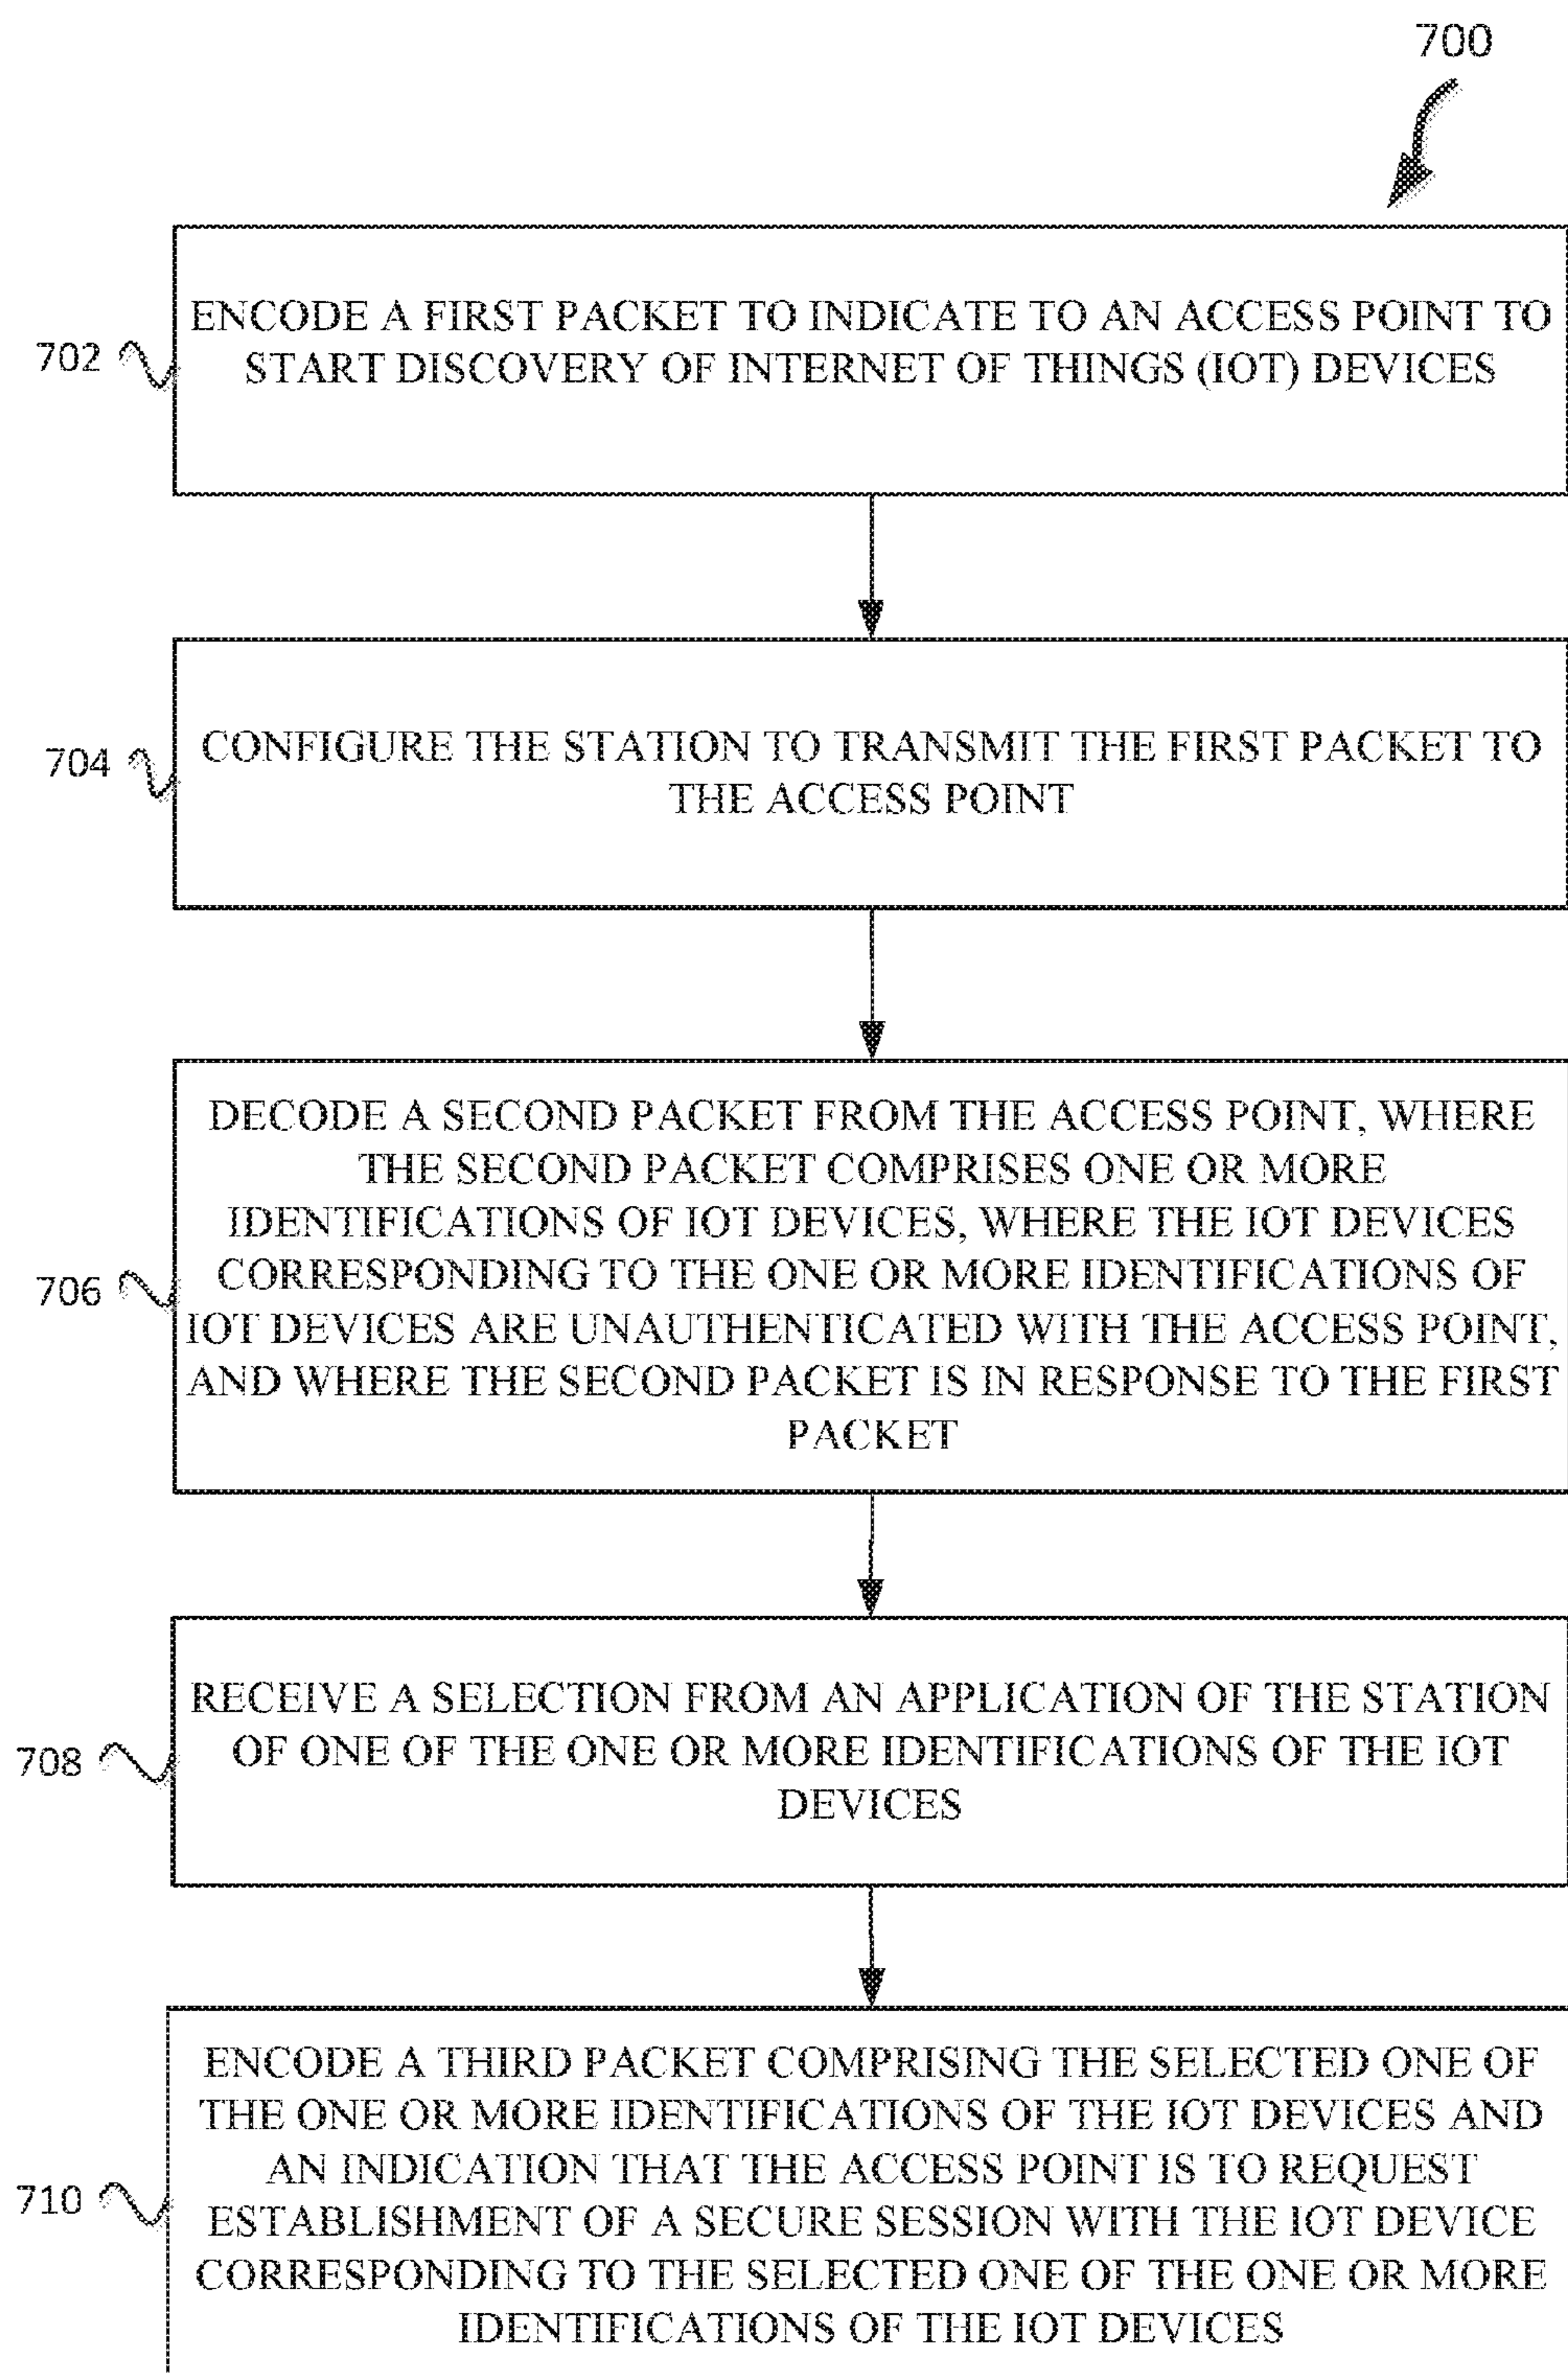 700
702
ENCODE A FIRST PACKET TO INDICATE TO AN ACCESS POINT TO
START DISCOVERY OF INTERNET OF THINGS (IOT) DEVICES
704
CONFIGURE THE STATION TO TRANSMIT THE FIRST PACKET TO
THE ACCESS POINT
706
DECODE A SECOND PACKET FROM THE ACCESS POINT, WHERE
THE SECOND PACKET COMPRISES ONE OR MORE
IDENTIFICATIONS OF IOT DEVICES, WHERE THE IOT DEVICES
CORRESPONDING TO THE ONE OR MORE IDENTIFICATIONS OF
IOT DEVICES ARE UNAUTHENTICATED WITH THE ACCESS POINT,
AND WHERE THE SECOND PACKET IS IN RESPONSE TO THE FIRST
PACKET
708
RECEIVE A SELECTION FROM AN APPLICATION OF THE STATION
OF ONE OF THE ONE OR MORE IDENTIFICATIONS OF THE IOT
DEVICES
710
ENCODE A THIRD PACKET COMPRISING THE SELECTED ONE OF
THE ONE OR MORE IDENTIFICATIONS OF THE IOT DEVICES AND
AN INDICATION THAT THE ACCESS POINT IS TO REQUEST
ESTABLISHMENT OF A SECURE SESSION WITH THE IOT DEVICE
CORRESPONDING TO THE SELECTED ONE OF THE ONE OR MORE
IDENTIFICATIONS OF THE IOT DEVICES